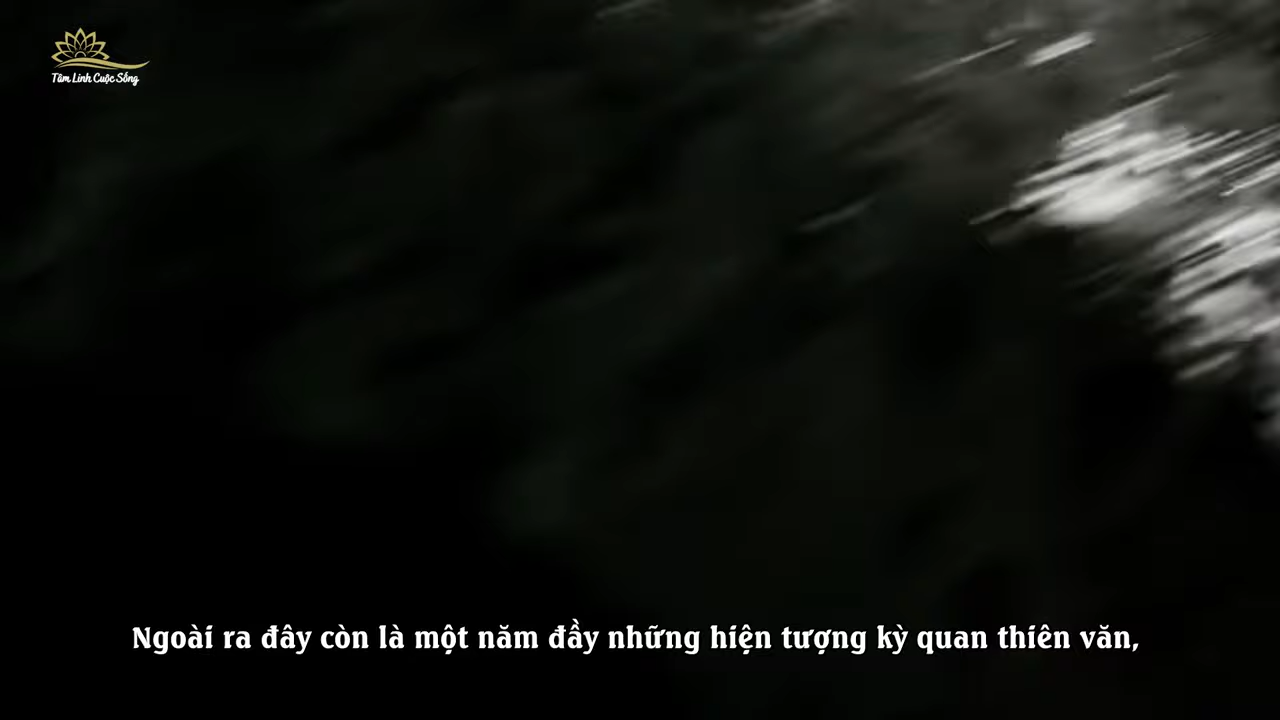 Tâm Linh Cuộc Sống
Ngoài ra đây còn là một năm đầy những hiện tượng kỳ quan thiên văn,